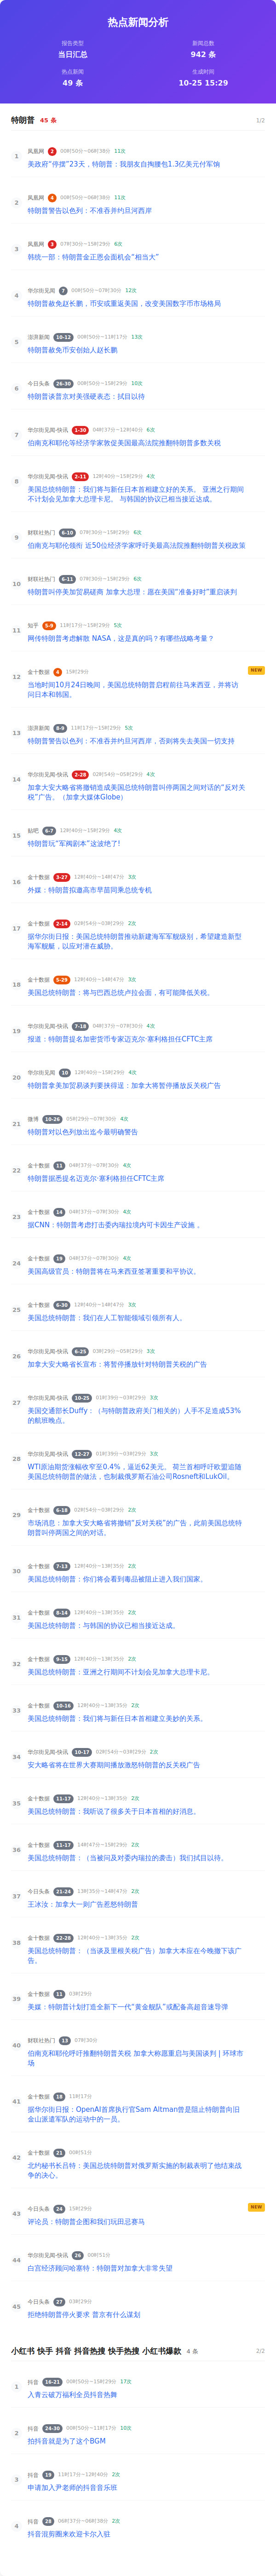 热点新闻分析
报告类型
新闻总数
当日汇总
942 条
热点新闻
生成时间
49 条
10-25 15:29
特朗普 45 条 1/2
1 凤凰网 2 00时50分~06时38分 11次
美政府"停摆"23天，特朗普：我朋友自掏腰包1.3亿美元付军饷
2 凤凰网 4 00时50分~06时38分 11次
特朗普警告以色列：不准吞并约旦河西岸
3 凤凰网 3 07时30分~15时29分 6次
韩统一部：特朗普金正恩会面机会"相当大"
4 华尔街见闻 7 00时50分~07时30分 12次
特朗普赦免赵长鹏，币安或重返美国，改变美国数字货币市场格局
5 澎湃新闻 10-12 00时50分~11时17分 13次
特朗普赦免币安创始人赵长鹏
6 今日头条 26-30 00时50分~15时29分 10次
特朗普谈普京对美强硬表态：拭目以待
7 华尔街见闻-快讯 1-30 04时37分~12时40分 6次
伯南克和耶伦等经济学家敦促美国最高法院推翻特朗普多数关税
8 华尔街见闻-快讯 2-11 12时40分~15时29分 4次
美国总统特朗普：我们将与新任日本首相建立好的关系。 亚洲之行期间
不计划会见加拿大总理卡尼。 与韩国的协议已相当接近达成。
9 财联社热门 6-10 07时30分~15时29分 6次
伯南克与耶伦领衔 近50位经济学家呼吁美最高法院推翻特朗普关税政策
10 财联社热门 6-11 07时30分~15时29分 6次
特朗普叫停美加贸易磋商 加拿大总理：愿在美国"准备好时"重启谈判
11 知乎 5-9 11时17分~15时29分 5次
网传特朗普考虑解散 NASA，这是真的吗？有哪些战略考量？
12 金十数据 4 15时29分 NEW
当地时间10月24日晚间，美国总统特朗普启程前往马来西亚，并将访
问日本和韩国。
13 澎湃新闻 8-9 11时17分~15时29分 5次
特朗普警告以色列：不准吞并约旦河西岸，否则将失去美国一切支持
14 华尔街见闻-快讯 2-28 02时54分~05时29分 4次
加拿大安大略省将撤销造成美国总统特朗普叫停两国之间对话的"反对关
税"广告。（加拿大媒体Globe）
15 贴吧 6-7 12时40分~15时29分 4次
特朗普玩"军阀剧本"这波绝了!
16 金十数据 3-27 12时40分~14时47分 3次
外媒：特朗普拟邀高市早苗同乘总统专机
17 金十数据 2-14 02时54分~03时29分 2次
据华尔街日报：美国总统特朗普推动新建海军军舰级别，希望建造新型
海军舰艇，以应对潜在威胁。
18 金十数据 5-29 12时40分~14时47分 3次
美国总统特朗普：将与巴西总统卢拉会面，有可能降低关税。
19 华尔街见闻-快讯 7-18 04时37分~07时30分 4次
报道：特朗普提名加密货币专家迈克尔·塞利格担任CFTC主席
20 华尔街见闻 10 12时40分~15时29分 4次
特朗普拿美加贸易谈判要挟得逞：加拿大将暂停播放反关税广告
21 微博 10-26 05时29分~07时30分 4次
特朗普对以色列放出迄今最明确警告
22 金十数据 11 04时37分~07时30分 4次
特朗普据悉提名迈克尔·塞利格担任CFTC主席
23 金十数据 14 04时37分~07时30分 4次
据CNN：特朗普考虑打击委内瑞拉境内可卡因生产设施 。
24 金十数据 19 04时37分~07时30分 4次
美国高级官员：特朗普将在马来西亚签署重要和平协议。
25 金十数据 6-30 12时40分~14时47分 3次
美国总统特朗普：我们在人工智能领域引领所有人。
26 华尔街见闻-快讯 6-25 03时29分~05时29分 3次
加拿大安大略省长宣布：将暂停播放针对特朗普关税的广告
27 华尔街见闻-快讯 10-25 01时39分~03时29分 3次
美国交通部长Duffy：（与特朗普政府关门相关的）人手不足造成53%
的航班晚点。
28 华尔街见闻-快讯 12-27 01时39分~03时29分 3次
WTI原油期货涨幅收窄至0.4%，逼近62美元。 荷兰首相呼吁欧盟追随
美国总统特朗普的做法，也制裁俄罗斯石油公司Rosneft和LukOil。
29 金十数据 6-18 02时54分~03时29分 2次
市场消息：加拿大安大略省将撤销"反对关税"的广告，此前美国总统特
朗普叫停两国之间的对话。
30 金十数据 7-13 12时40分~13时35分 2次
美国总统特朗普：你们将会看到毒品被阻止进入我们国家。
31 金十数据 8-14 12时40分~13时35分 2次
美国总统特朗普：与韩国的协议已相当接近达成。
32 金十数据 9-15 12时40分~13时35分 2次
美国总统特朗普：亚洲之行期间不计划会见加拿大总理卡尼。
33 金十数据 10-16 12时40分~13时35分 2次
美国总统特朗普：我们将与新任日本首相建立美妙的关系。
34 华尔街见闻 10-17 02时54分~03时29分 2次
安大略省将在世界大赛期间播放激怒特朗普的反关税广告
35 金十数据 11-17 12时40分~13时35分 2次
美国总统特朗普：我听说了很多关于日本首相的好消息。
36 金十数据 11-17 14时47分~15时29分 2次
美国总统特朗普：（当被问及对委内瑞拉的袭击）我们拭目以待。
37 今日头条 21-24 13时35分~14时47分 2次
王冰汝：加拿大一则广告惹怒特朗普
38 金十数据 22-28 12时40分~13时35分 2次
美国总统特朗普：（当谈及里根关税广告）加拿大本应在今晚撤下该广
告。
39 金十数据 11 03时29分
美媒：特朗普计划打造全新下一代"黄金舰队"或配备高超音速导弹
40 财联社热门 13 07时30分
伯南克和耶伦呼吁推翻特朗普关税 加拿大称愿重启与美国谈判 | 环球市
场
41 金十数据 18 11时17分
据华尔街日报：OpenAI首席执行官Sam Altman曾是阻止特朗普向旧
金山派遣军队的运动中的一员。
42 金十数据 21 00时51分
北约秘书长吕特：美国总统特朗普对俄罗斯实施的制裁表明了他结束战
争的决心。
43 今日头条 24 15时29分 NEW
评论员：特朗普企图和我们玩田忌赛马
44 华尔街见闻-快讯 26 00时51分
白宫经济顾问哈塞特：特朗普对加拿大非常失望
45 今日头条 27 03时29分
拒绝特朗普停火要求 普京有什么谋划
小红书 快手 抖音 抖音热搜 快手热搜 小红书爆款 4 条 2/2
1 抖音 16-21 00时50分~15时29分 17次
入青云破万福利全员抖音热舞
2 抖音 24-30 00时50分~11时17分 10次
拍抖音就是为了这个BGM
3 抖音 19 11时17分~12时40分 2次
申请加入尹老师的抖音音乐班
4 抖音 28 06时37分~06时38分 2次
抖音混剪圈来欢迎卡尔入驻